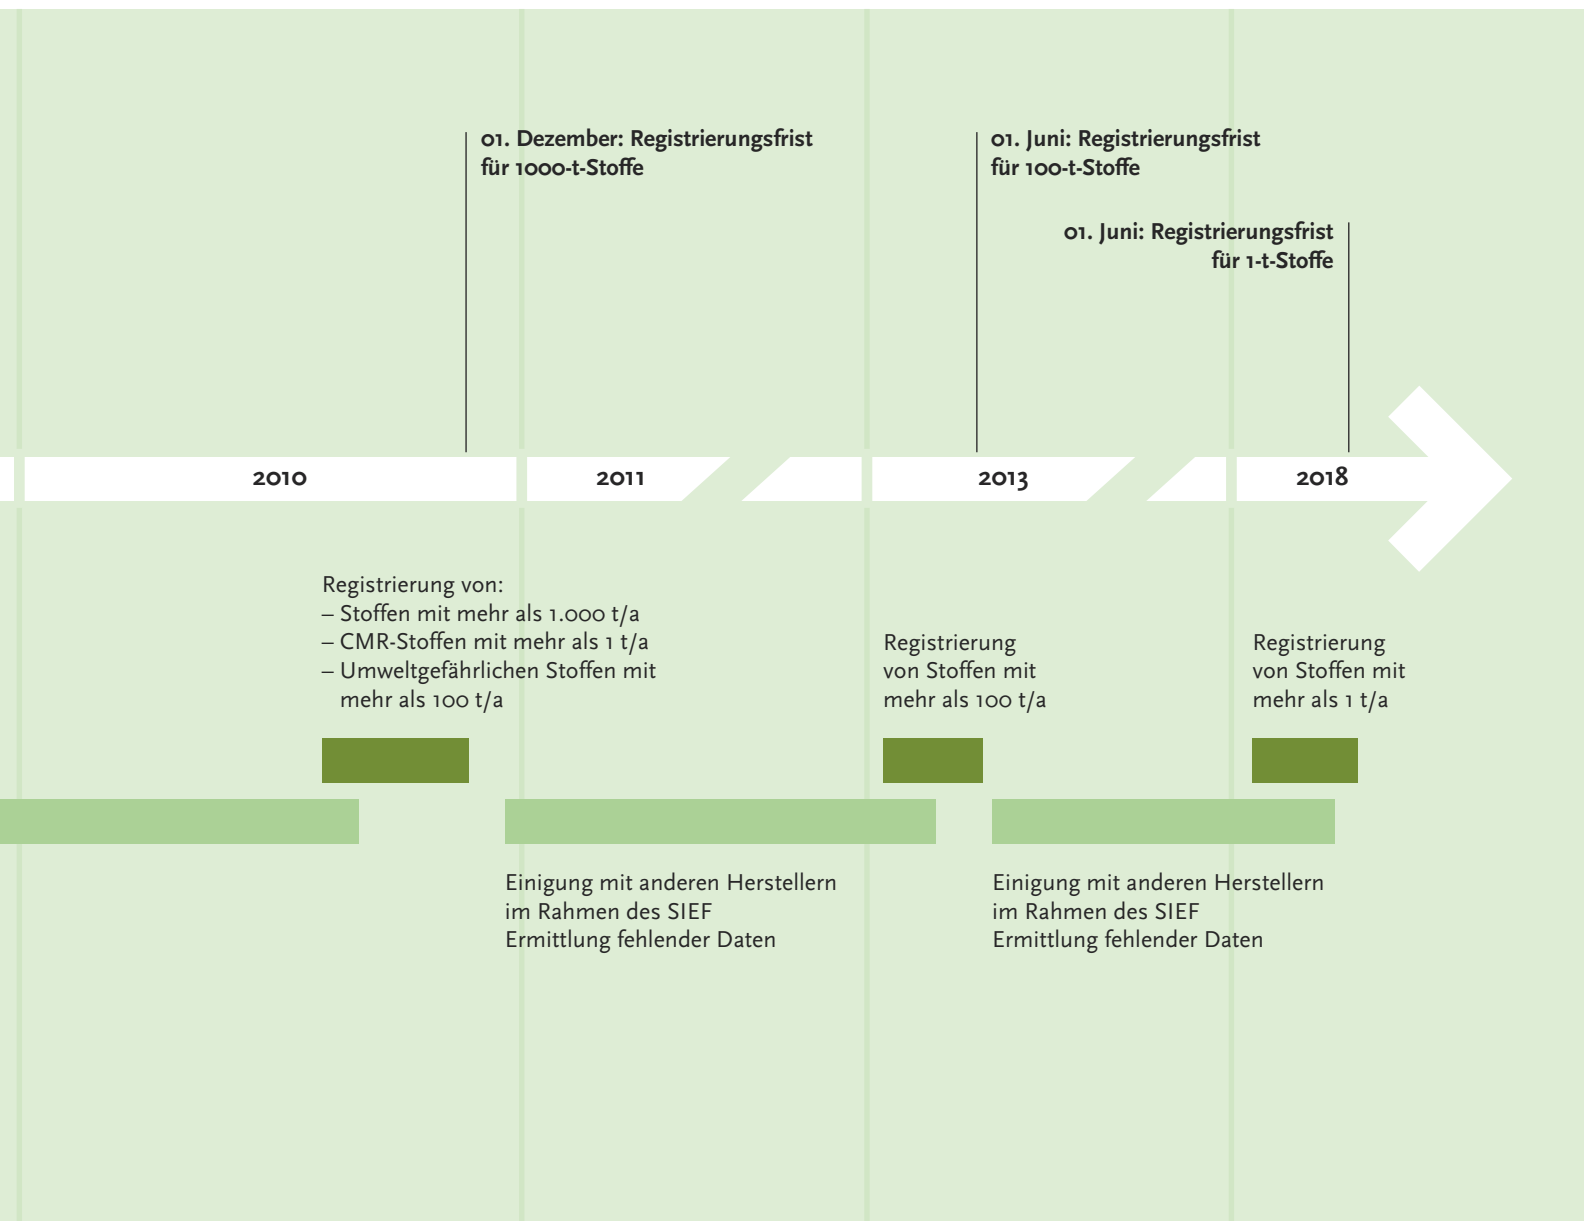 01. Dezember: Registrierungsfrist
für 1000-t-Stoffe
01. Juni: Registrierungsfrist
für 100-t-Stoffe
01. Juni: Registrierungsfrist
für 1-t-Stoffe
2010
2011
2013
2018
Registrierung von:
– Stoffen mit mehr als 1.000 t/a
– CMR-Stoffen mit mehr als 1 t/a
– Umweltgefährlichen Stoffen mit
mehr als 100 t/a
Registrierung
von Stoffen mit
mehr als 100 t/a
Registrierung
von Stoffen mit
mehr als 1 t/a
Einigung mit anderen Herstellern
im Rahmen des SIEF
Ermittlung fehlender Daten
Einigung mit anderen Herstellern
im Rahmen des SIEF
Ermittlung fehlender Daten